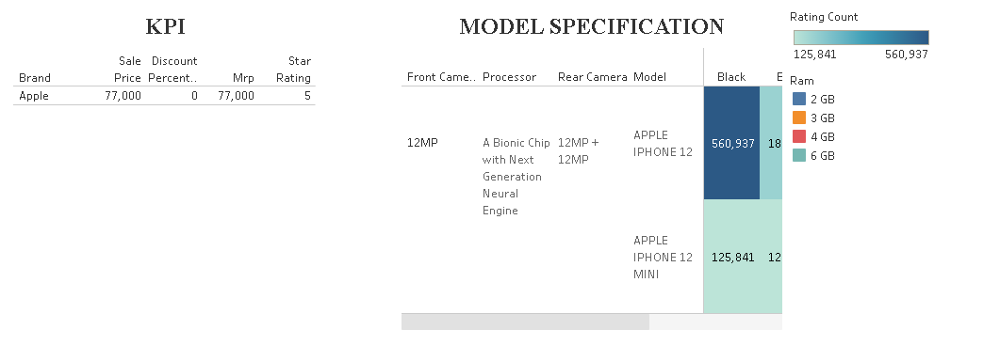 KPI
Brand Sale Price Discount Percent.. Mrp Star Rating
Apple 77,000 0 77,000 5
MODEL SPECIFICATION
Front Came.. Processor Rear Camera Model Black E
12MP A Bionic Chip with Next Generation Neural Engine 12MP + 12MP APPLE IPHONE 12 560,937 18
APPLE IPHONE 12 MINI 125,841 12
Rating Count
125,841 560,937
Ram
2 GB
3 GB
4 GB
6 GB